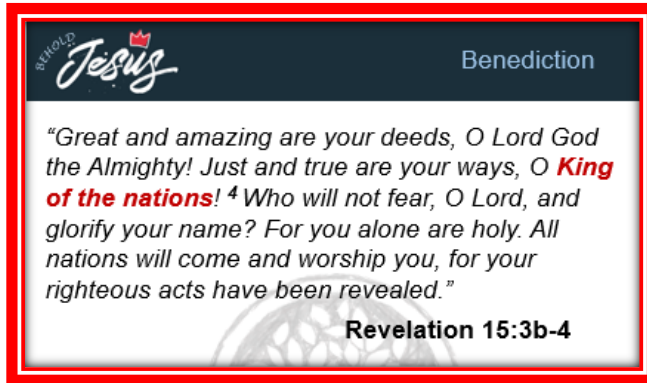 BEHOLD
Jesus
Benediction
“Great and amazing are your deeds, O Lord God
the Almighty! Just and true are your ways, O King
of the nations! 4 Who will not fear, O Lord, and
glorify your name? For you alone are holy. All
nations will come and worship you, for your
righteous acts have been revealed.”
Revelation 15:3b-4